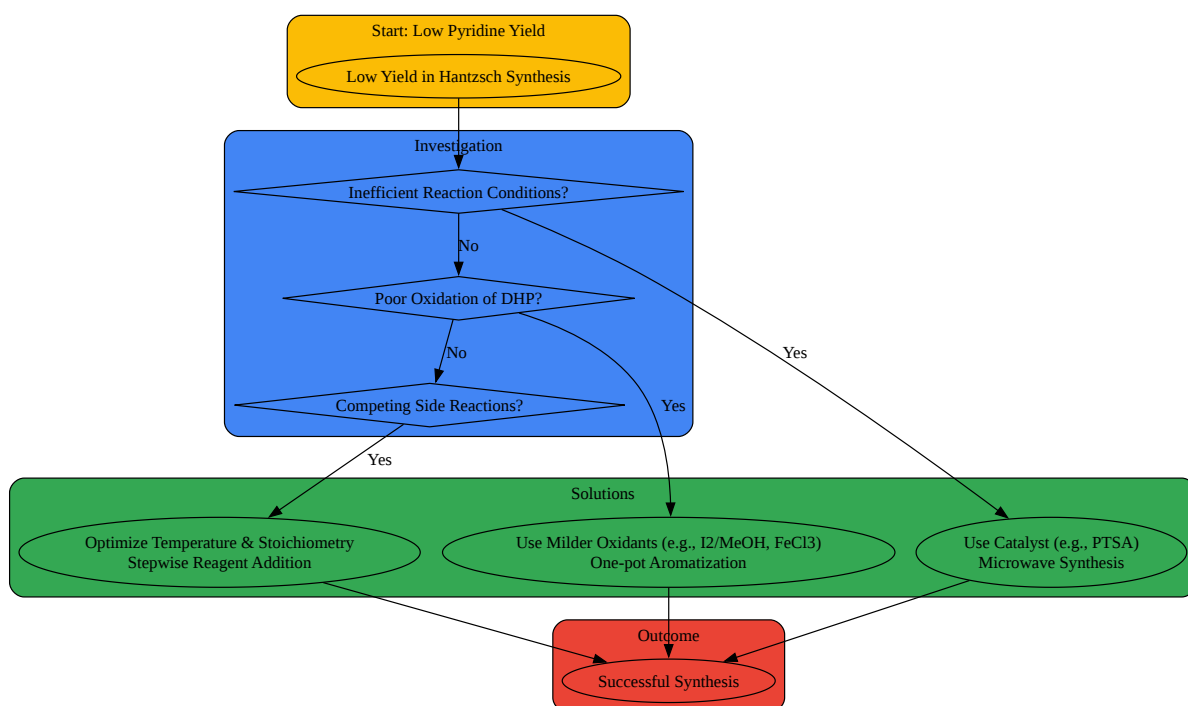 Start: Low Pyridine Yield
Low Yield in Hantzsch Synthesis
Investigation
Inefficient Reaction Conditions?
No
Poor Oxidation of DHP?
No
Yes
Competing Side Reactions?
Yes
Yes
Solutions
Optimize Temperature & Stoichiometry
Stepwise Reagent Addition
Use Milder Oxidants (e.g., I2/MeOH, FeCl3)
One-pot Aromatization
Use Catalyst (e.g., PTSA)
Microwave Synthesis
Outcome
Successful Synthesis